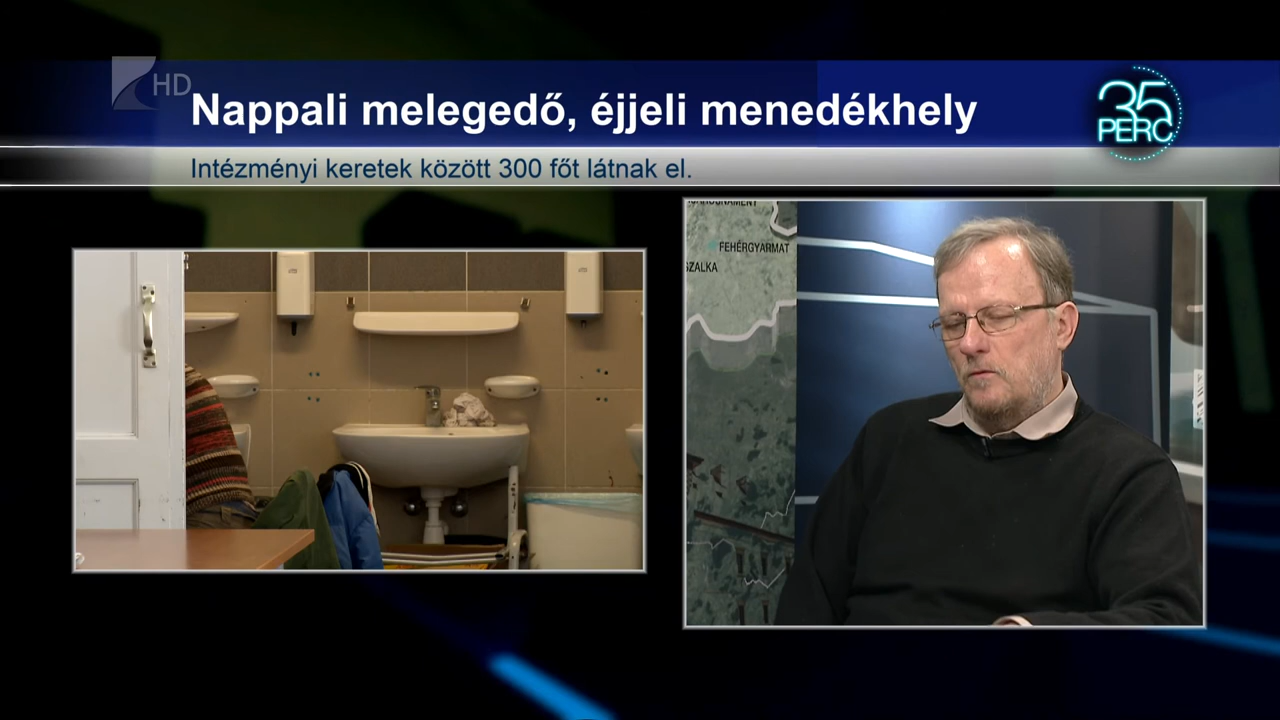 HD
Nappali melegedő, éjjeli menedékhely
35
PERC
Intézményi keretek között 300 főt látnak el.
FEHÉRGYARMAT
SZALKA